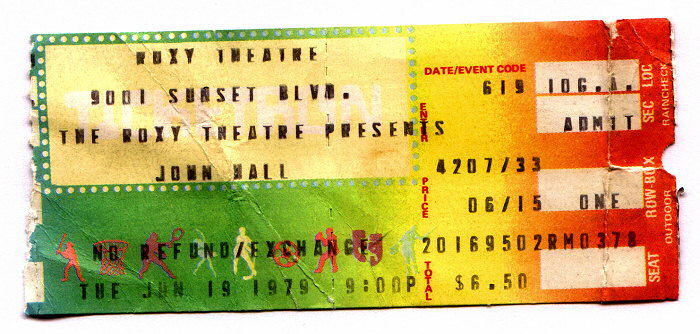 ROXY THEATRE
9001 SUNSET BLVD.
THE ROXY THEATRE PRESENTS
JOHN HALL
NO REFUND/EXCHANGE
TUE JUN 19 1979 9:00P
DATE/EVENT CODE
619
ENTER
4207/33
PRICE
06/15
20169502RM0378
TOTAL
$6.50
10G.A.
ADMIT
ONE
SEC LOC
RAINCHECK
ROW-BOX
OUTDOOR
SEAT